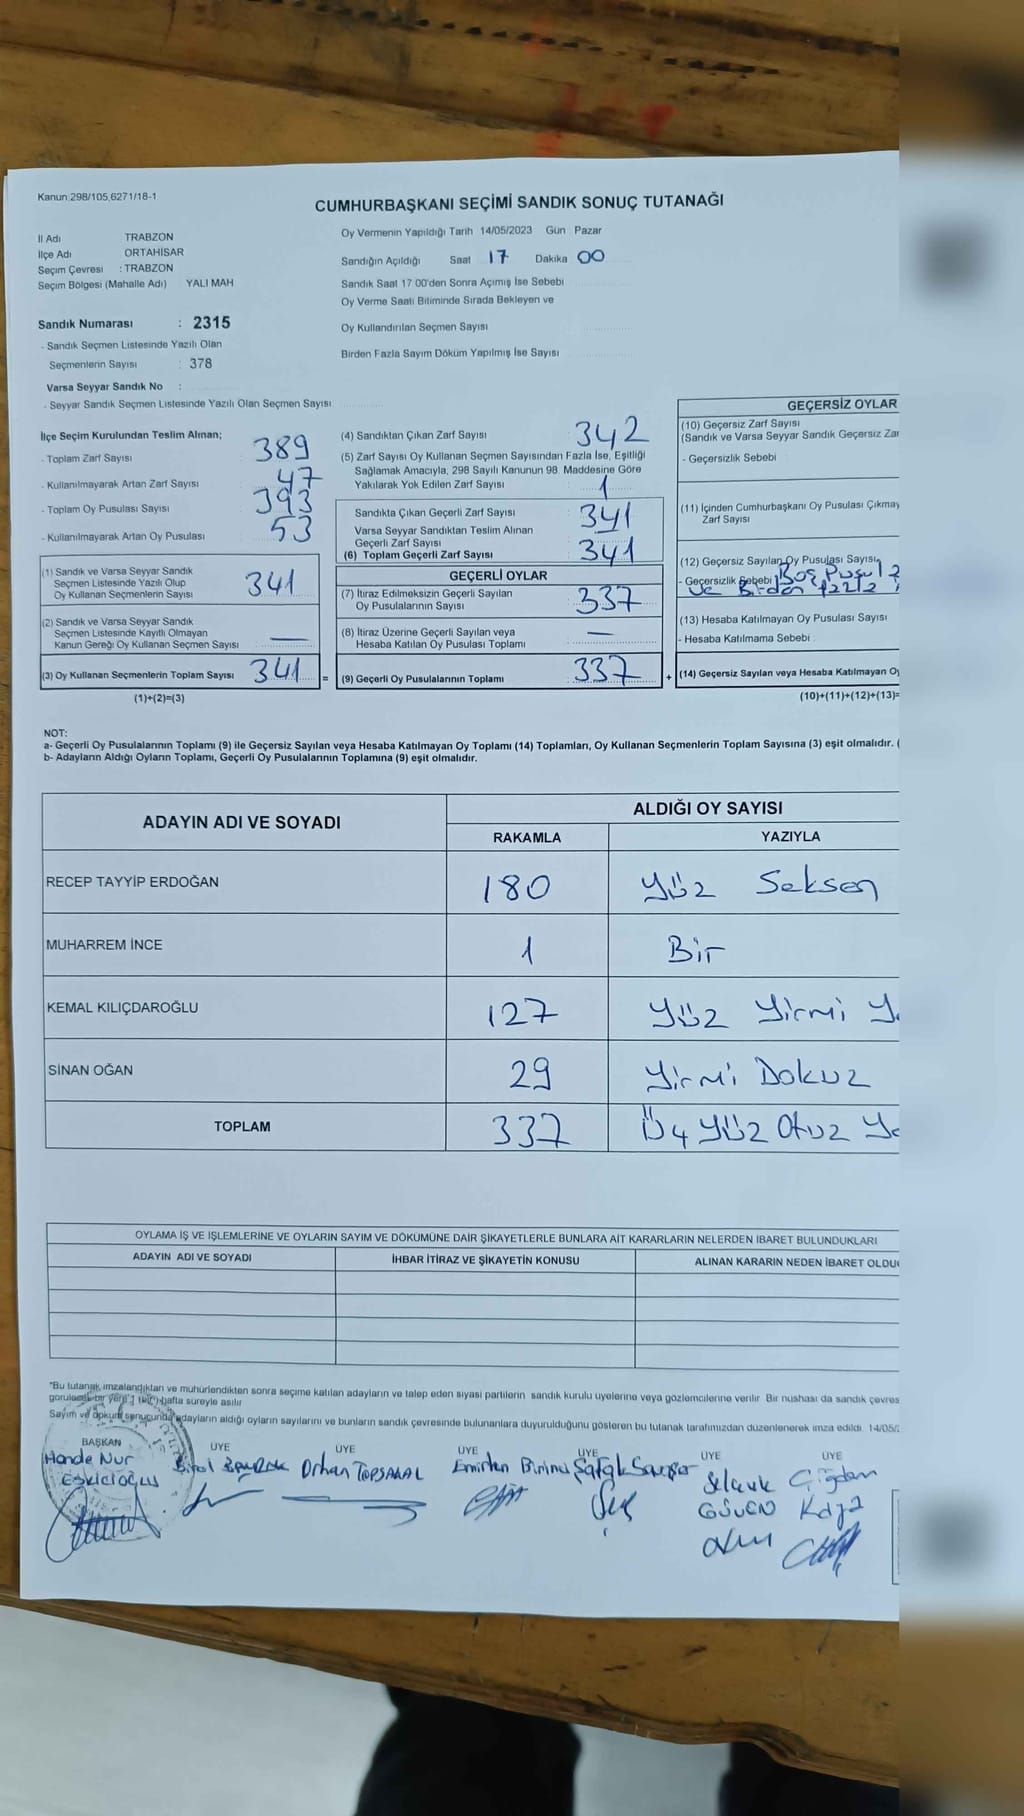 Kanun 298/105,6271/18-1
CUMHURBAŞKANI SEÇİMİ SANDIK SONUÇ TUTANAĞI
İl Adı TRABZON
İlçe Adı ORTAHİSAR
Seçim Çevresi : TRABZON
Seçim Bölgesi (Mahalle Adı) YALI MAH
Oy Vermenin Yapıldığı Tarih 14/05/2023 Gün Pazar
Sandığın Açıldığı Saat 17 Dakika 00
Sandık Saat 17 00'den Sonra Açımış İse Sebebi
Oy Verme Saati Bitiminde Sırada Bekleyen ve
Oy Kullandırılan Seçmen Sayısı
Birden Fazla Sayım Döküm Yapılmış İse Sayısı
Sandık Numarası : 2315
- Sandık Seçmen Listesinde Yazılı Olan
Seçmenlerin Sayısı : 378
Varsa Seyyar Sandık No :
- Seyyar Sandık Seçmen Listesinde Yazılı Olan Seçmen Sayısı
İlçe Seçim Kurulundan Teslim Alınan;
- Toplam Zarf Sayısı 389
- Kullanılmayarak Artan Zarf Sayısı 47
- Toplam Oy Pusulası Sayısı 393
- Kullanılmayarak Artan Oy Pusulası 53
(1) Sandık ve Varsa Seyyar Sandık
Seçmen Listesinde Yazılı Olup
Oy Kullanan Seçmenlerin Sayısı 341
(2) Sandık ve Varsa Seyyar Sandık
Seçmen Listesinde Kayıtlı Olmayan
Kanun Gereği Oy Kullanan Seçmen Sayısı —
(3) Oy Kullanan Seçmenlerin Toplam Sayısı 341 =
(1)+(2)=(3)
(4) Sandıktan Çıkan Zarf Sayısı 342
(5) Zarf Sayısı Oy Kullanan Seçmen Sayısından Fazla İse, Eşitliği
Sağlamak Amacıyla, 298 Sayılı Kanunun 98. Maddesine Göre
Yakılarak Yok Edilen Zarf Sayısı 1
Sandıkta Çıkan Geçerli Zarf Sayısı 341
Varsa Seyyar Sandıktan Teslim Alınan
Geçerli Zarf Sayısı
(6) Toplam Geçerli Zarf Sayısı 341
GEÇERLİ OYLAR
(7) İtiraz Edilmeksizin Geçerli Sayılan
Oy Pusulalarının Sayısı 337
(8) İtiraz Üzerine Geçerli Sayılan veya
Hesaba Katılan Oy Pusulası Toplamı —
(9) Geçerli Oy Pusulalarının Toplamı 337 +
GEÇERSİZ OYLAR
(10) Geçersiz Zarf Sayısı
(Sandık ve Varsa Seyyar Sandık Geçersiz Zar
- Geçersizlik Sebebi
(11) İçinden Cumhurbaşkanı Oy Pusulası Çıkmay
Zarf Sayısı
(12) Geçersiz Sayılan Oy Pusulası Sayısı
- Geçersizlik Sebebi Boş
ve Birden
(13) Hesaba Katılmayan Oy Pusulası Sayısı
- Hesaba Katılmama Sebebi :
(14) Geçersiz Sayılan veya Hesaba Katılmayan Oy
(10)+(11)+(12)+(13)=
NOT:
a- Geçerli Oy Pusulalarının Toplamı (9) ile Geçersiz Sayılan veya Hesaba Katılmayan Oy Toplamı (14) Toplamları, Oy Kullanan Seçmenlerin Toplam Sayısına (3) eşit olmalıdır. (
b- Adayların Aldığı Oyların Toplamı, Geçerli Oy Pusulalarının Toplamına (9) eşit olmalıdır.
ADAYIN ADI VE SOYADI
ALDIĞI OY SAYISI
RAKAMLA YAZIYLA
RECEP TAYYİP ERDOĞAN 180 Yüz Seksen
MUHARREM İNCE 1 Bir
KEMAL KILIÇDAROĞLU 127 Yüz Yirmi Y
SİNAN OĞAN 29 Yirmi Dokuz
TOPLAM 337 Üç Yüz Otuz Ye
OYLAMA İŞ VE İŞLEMLERİNE VE OYLARIN SAYIM VE DÖKÜMÜNE DAİR ŞİKAYETLERLE BUNLARA AİT KARARLARIN NELERDEN İBARET BULUNDUKLARI
ADAYIN ADI VE SOYADI İHBAR İTİRAZ VE ŞİKAYETİN KONUSU ALINAN KARARIN NEDEN İBARET OLDUĞ
"Bu tutanak imzalandıktan ve mühürlendikten sonra seçime katılan adayların ve talep eden siyasi partilerin sandık kurulu üyelerine veya gözlemcilerine verilir Bir nüshası da sandık çevres
görülecek bir yere 1 (bir) hafta süreyle asılır
Sayım ve döküm sonucunda adayların aldığı oyların sayılarını ve bunların sandık çevresinde bulunanlara duyurulduğunu gösteren bu tutanak tarafımızdan düzenlenerek imza edildi. 14/05/2
BAŞKAN ÜYE ÜYE ÜYE ÜYE ÜYE ÜYE
Hande Nur Orhan TOPSAKAL Selçuk Çiğdem
ESKİCİOĞLU GÜVEN Kaya